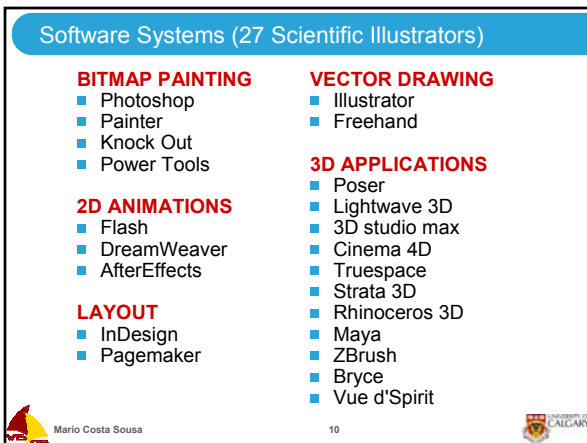 Software Systems (27 Scientific Illustrators)
BITMAP PAINTING
Photoshop
Painter
Knock Out
Power Tools
2D ANIMATIONS
Flash
DreamWeaver
AfterEffects
LAYOUT
InDesign
Pagemaker
VECTOR DRAWING
Illustrator
Freehand
3D APPLICATIONS
Poser
Lightwave 3D
3D studio max
Cinema 4D
Truespace
Strata 3D
Rhinoceros 3D
Maya
ZBrush
Bryce
Vue d'Spirit
Mario Costa Sousa
10
UNIVERSITY OF
CALGARY